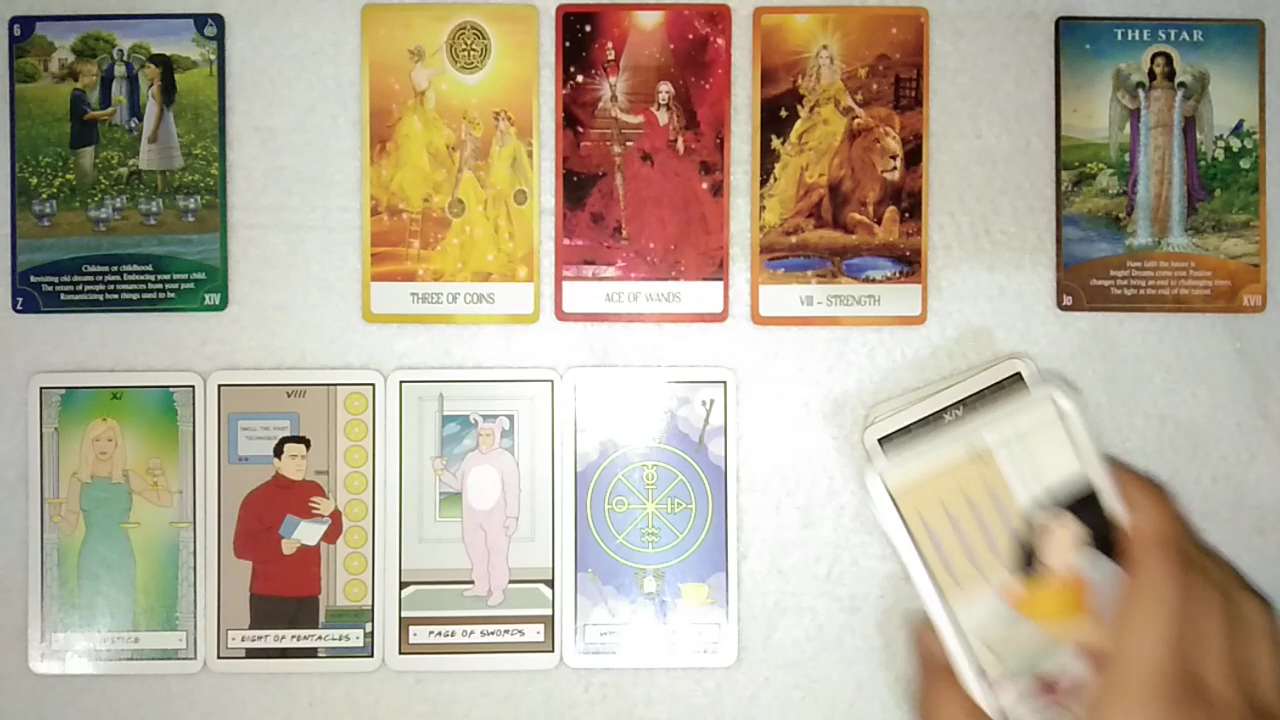 6
Children or childhood.
Revisiting old dreams or plans. Embracing your inner child.
The return of people or romances from your past.
Romanticizing how things used to be.
Z
XIV
THREE OF COINS
ACE OF WANDS
VIII – STRENGTH
THE STAR
Have faith the future is
bright! Dreams come true. Positive
changes that bring an end to challenging times.
The light at the end of the tunnel.
Jo
XVII
XI
VIII
SMELL THE FART
EIGHT OF PENTACLES
PAGE OF SWORDS
XIV